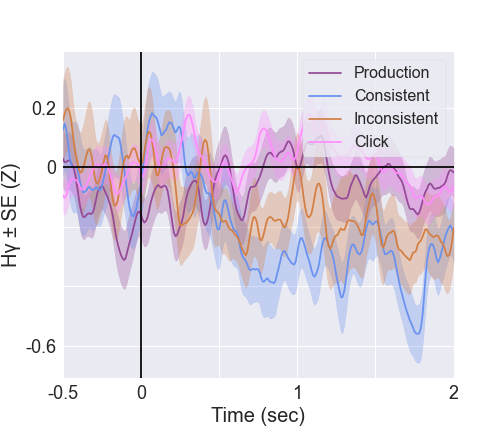 Production
Consistent
Inconsistent
Click
0.2
0
-0.6
Hγ ± SE (Z)
-0.5 0 1 2
Time (sec)